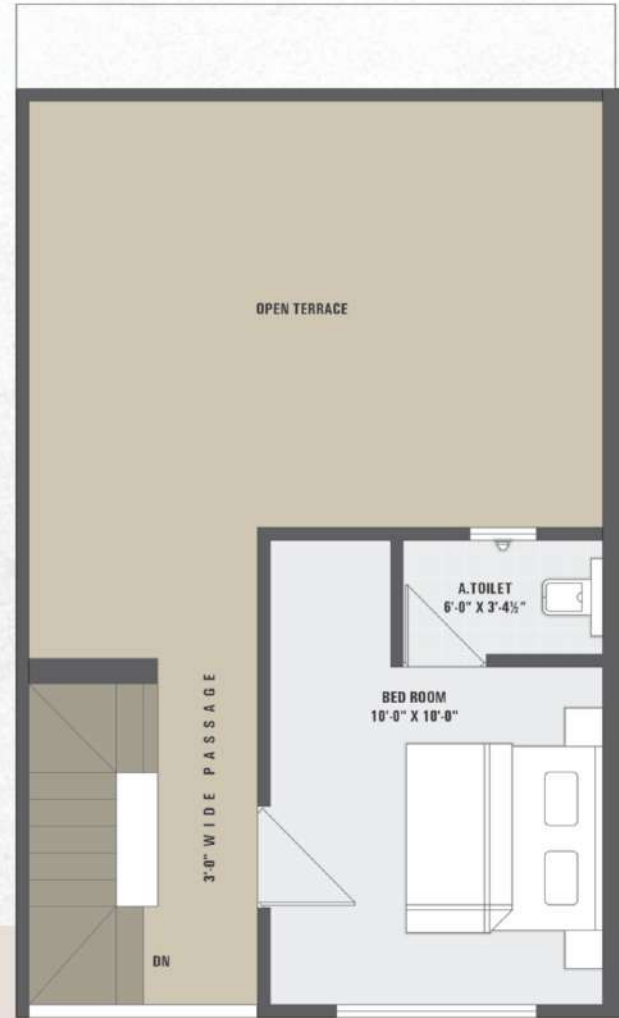 OPEN TERRACE
A.TOILET
6'-0" X 3'-4½"
BED ROOM
10'-0" X 10'-0"
3'-0" WIDE PASSAGE
DN